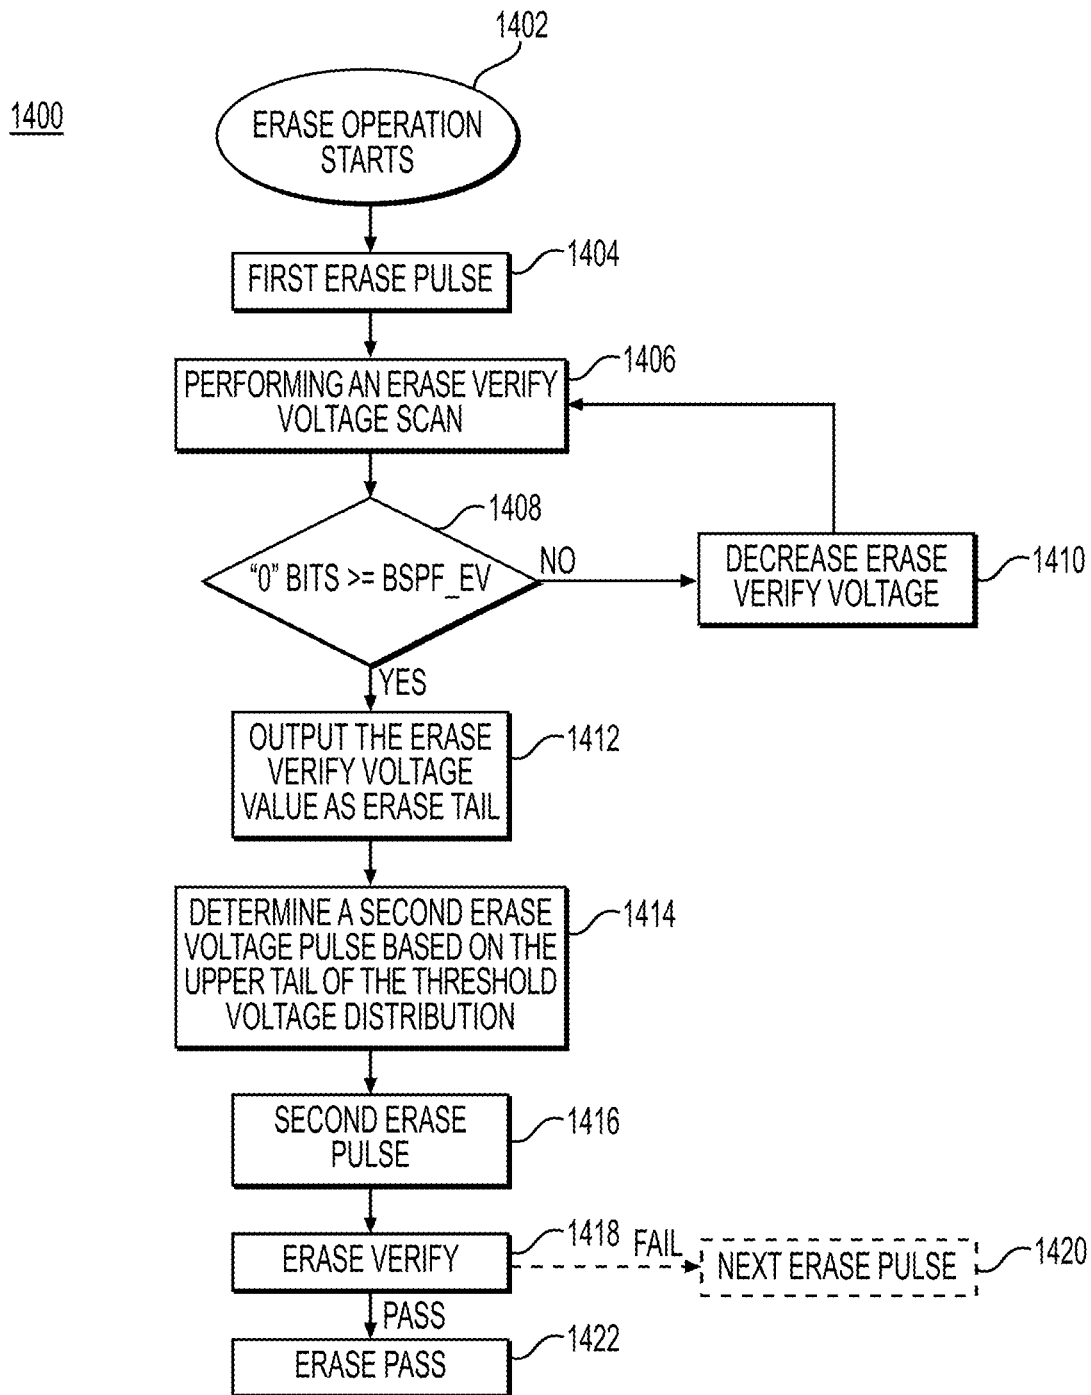 1402
1400
ERASE OPERATION
STARTS
1404
FIRST ERASE PULSE
1406
PERFORMING AN ERASE VERIFY
VOLTAGE SCAN
1408
"0" BITS >= BSPF_EV
NO
DECREASE ERASE
VERIFY VOLTAGE
1410
YES
OUTPUT THE ERASE
VERIFY VOLTAGE
VALUE AS ERASE TAIL
1412
DETERMINE A SECOND ERASE
VOLTAGE PULSE BASED ON THE
UPPER TAIL OF THE THRESHOLD
VOLTAGE DISTRIBUTION
1414
SECOND ERASE
PULSE
1416
ERASE VERIFY
1418
FAIL
NEXT ERASE PULSE
1420
PASS
ERASE PASS
1422